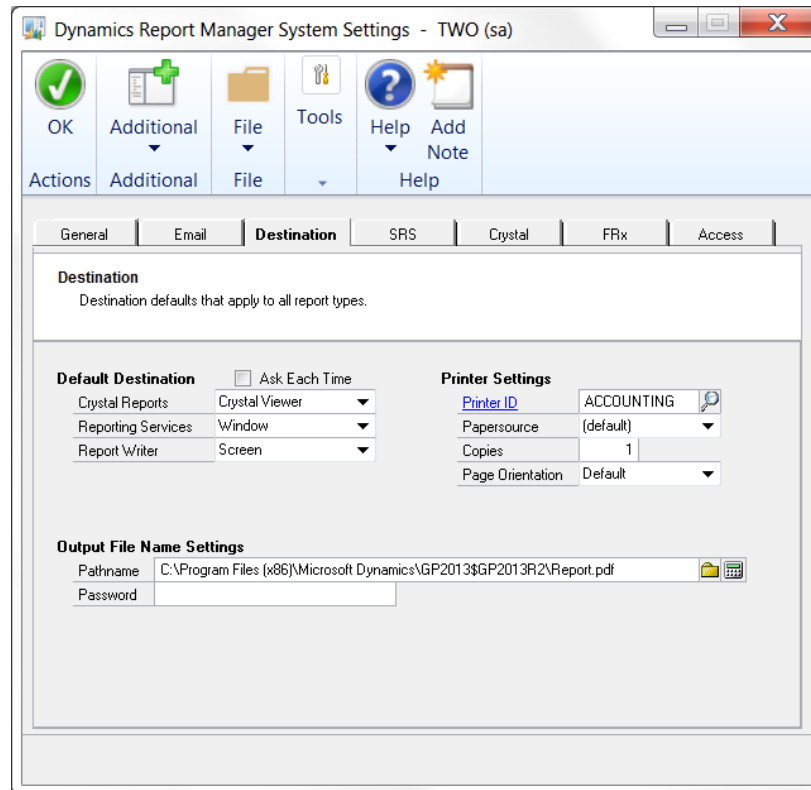 Dynamics Report Manager System Settings - TWO (sa)
OK
Additional
File
Tools
Help
Add Note
Actions
Additional
File
Help
General
Email
Destination
SRS
Crystal
FRx
Access
Destination
Destination defaults that apply to all report types.
Default Destination
Ask Each Time
Crystal Reports Crystal Viewer
Reporting Services Window
Report Writer Screen
Printer Settings
Printer ID ACCOUNTING
Papersource (default)
Copies 1
Page Orientation Default
Output File Name Settings
Pathname C:\Program Files (x86)\Microsoft Dynamics\GP2013$GP2013R2\Report.pdf
Password